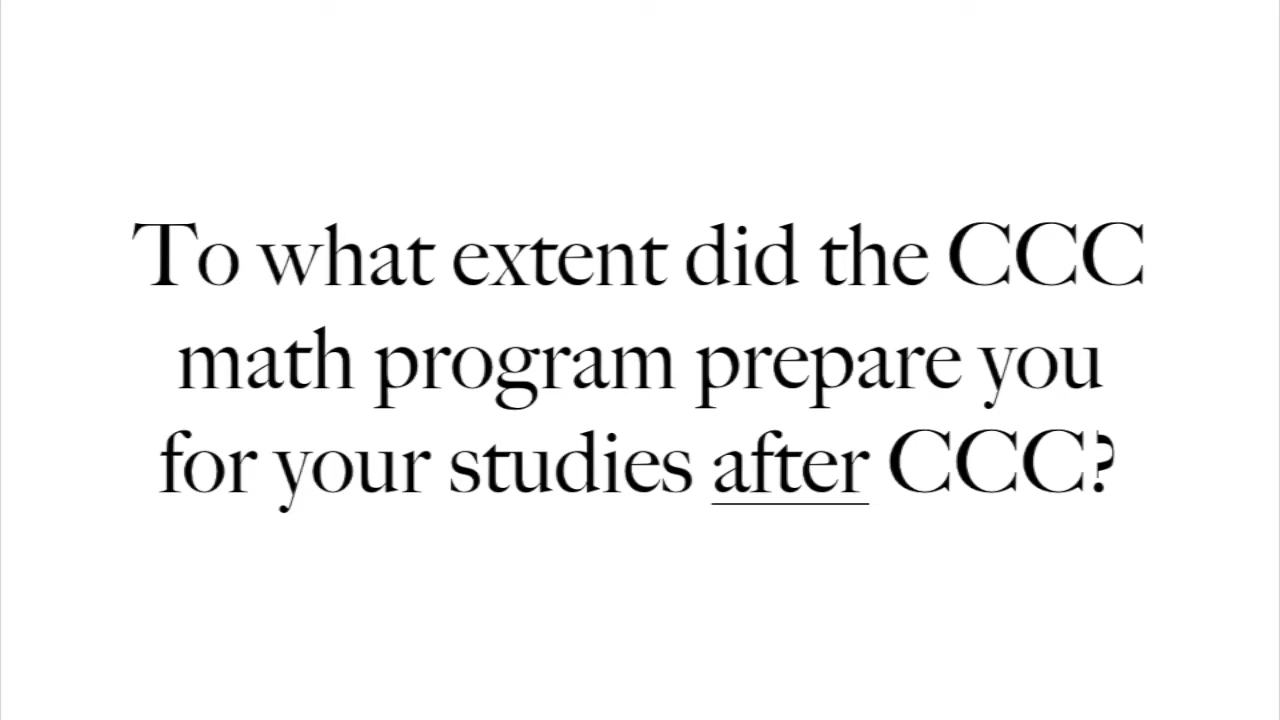 To what extent did the CCC
math program prepare you
for your studies after CCC?